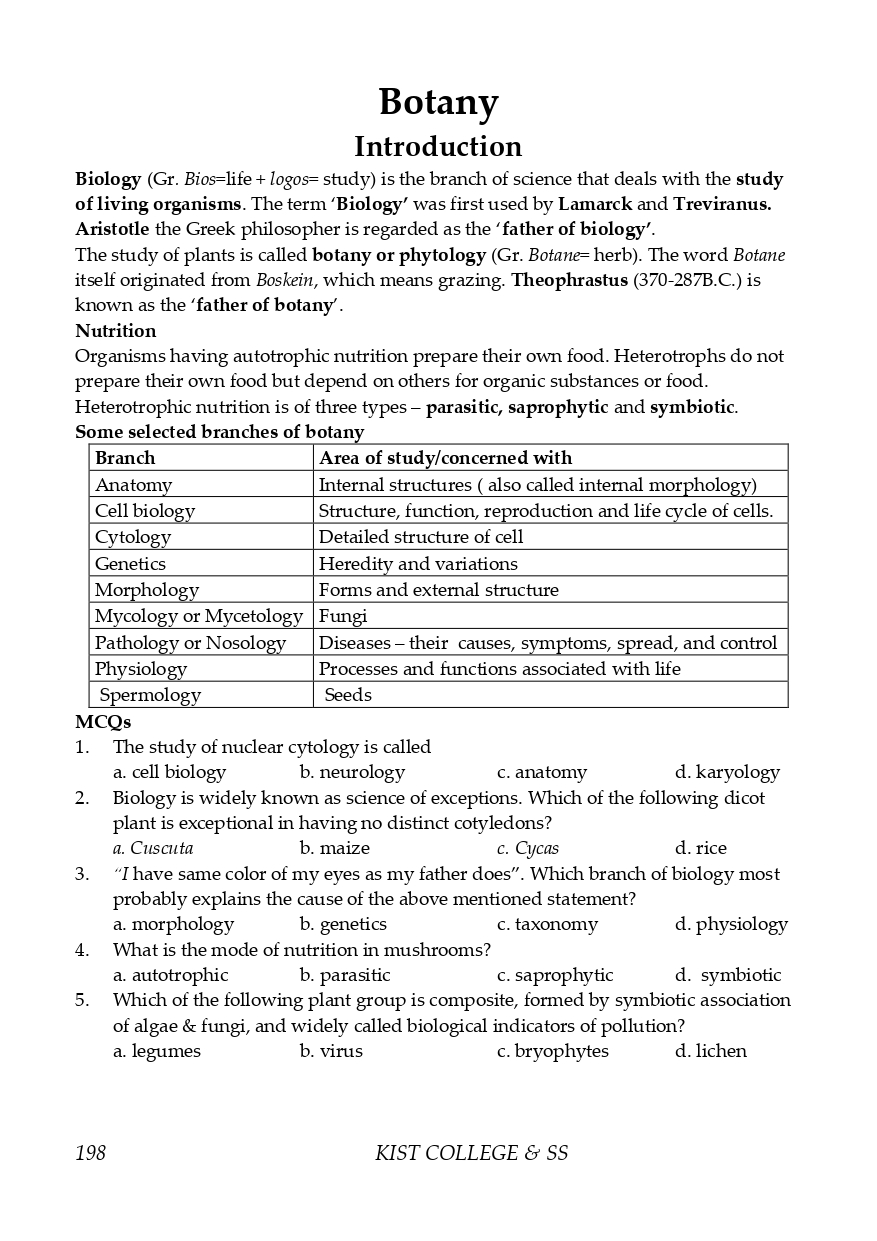 Botany
Introduction
Biology (Gr. Bios=life + logos= study) is the branch of science that deals with the study
of living organisms. The term ‘Biology’ was first used by Lamarck and Treviranus.
Aristotle the Greek philosopher is regarded as the ‘father of biology’.
The study of plants is called botany or phytology (Gr. Botane= herb). The word Botane
itself originated from Boskein, which means grazing. Theophrastus (370-287B.C.) is
known as the ‘father of botany’.
Nutrition
Organisms having autotrophic nutrition prepare their own food. Heterotrophs do not
prepare their own food but depend on others for organic substances or food.
Heterotrophic nutrition is of three types – parasitic, saprophytic and symbiotic.
Some selected branches of botany
Branch Area of study/concerned with
Anatomy Internal structures ( also called internal morphology)
Cell biology Structure, function, reproduction and life cycle of cells.
Cytology Detailed structure of cell
Genetics Heredity and variations
Morphology Forms and external structure
Mycology or Mycetology Fungi
Pathology or Nosology Diseases – their causes, symptoms, spread, and control
Physiology Processes and functions associated with life
Spermology Seeds
MCQs
1. The study of nuclear cytology is called
a. cell biology b. neurology c. anatomy d. karyology
2. Biology is widely known as science of exceptions. Which of the following dicot
plant is exceptional in having no distinct cotyledons?
a. Cuscuta b. maize c. Cycas d. rice
3. “I have same color of my eyes as my father does”. Which branch of biology most
probably explains the cause of the above mentioned statement?
a. morphology b. genetics c. taxonomy d. physiology
4. What is the mode of nutrition in mushrooms?
a. autotrophic b. parasitic c. saprophytic d. symbiotic
5. Which of the following plant group is composite, formed by symbiotic association
of algae & fungi, and widely called biological indicators of pollution?
a. legumes b. virus c. bryophytes d. lichen
198 KIST COLLEGE & SS